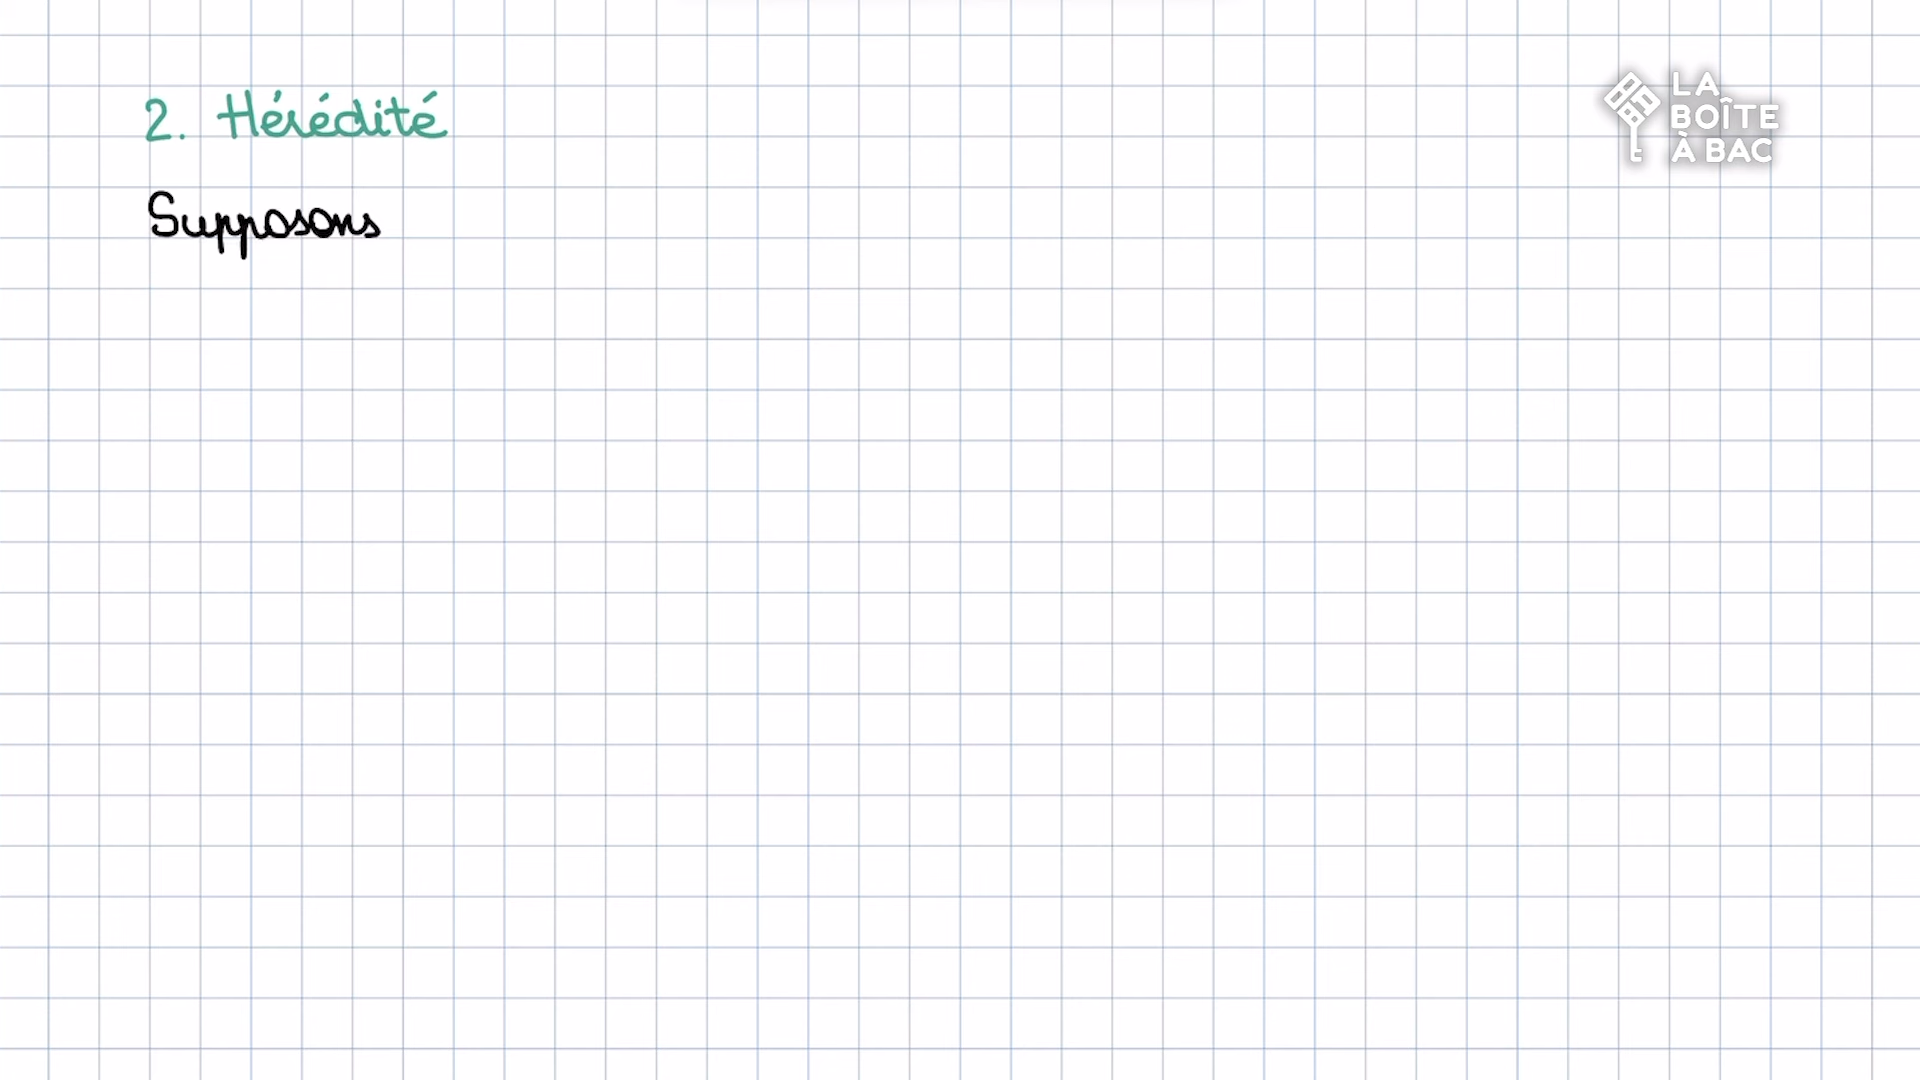 2. Hérédité
Supposons
LA
BOÎTE
À BAC